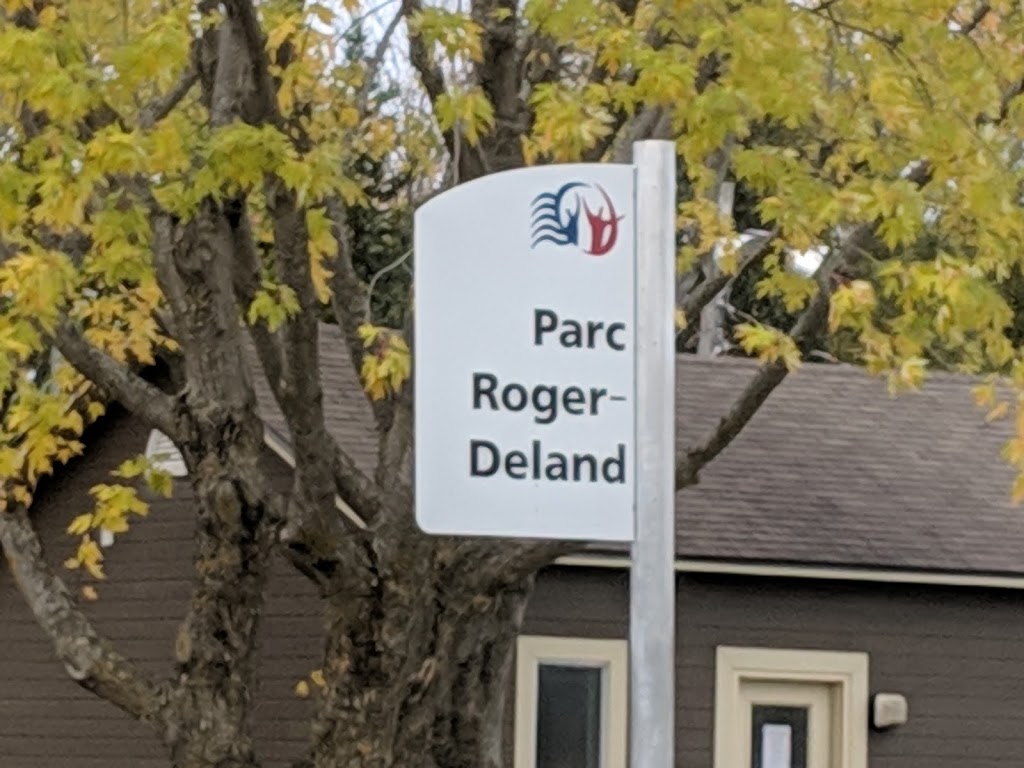 Parc
Roger-
Deland